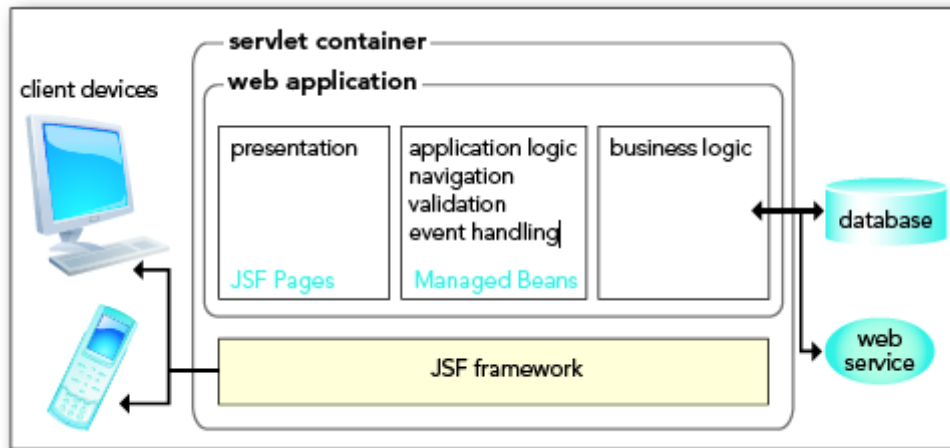 servlet container
web application
client devices
presentation
JSF Pages
application logic
navigation
validation
event handling
Managed Beans
business logic
database
web
service
JSF framework